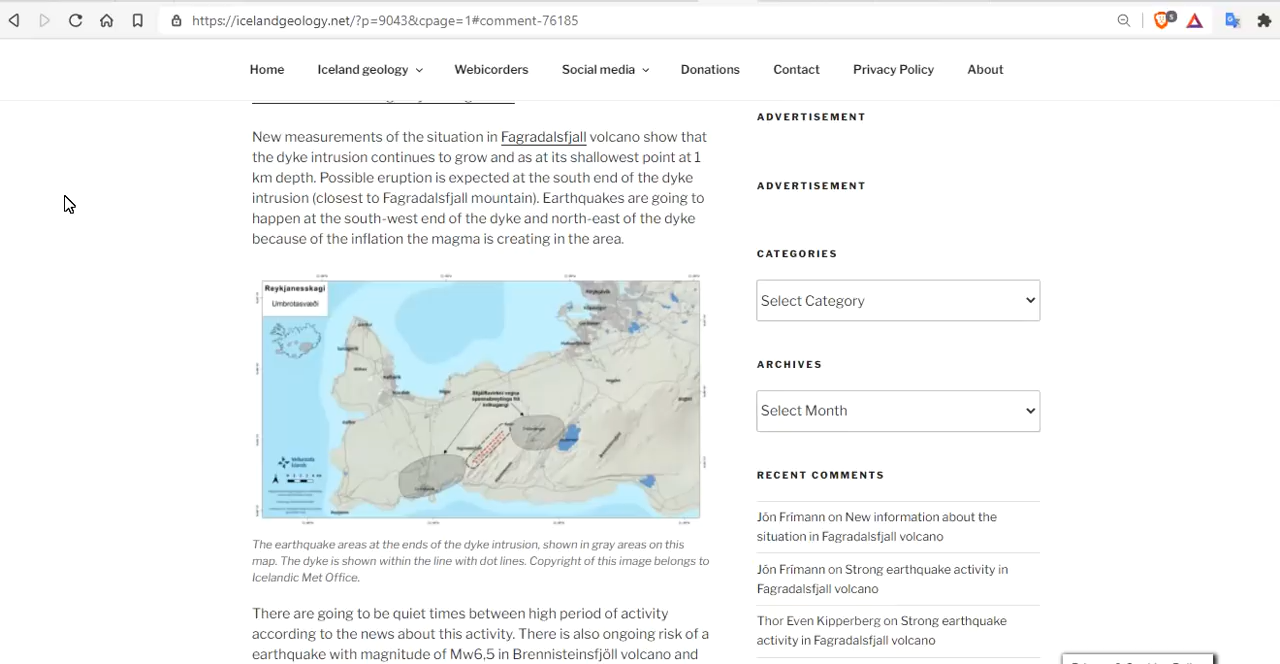 https://icelandgeology.net/?p=9043&cpage=1#comment-76185
5
Home
Iceland geology
Webicorders
Social media
Donations
Contact
Privacy Policy
About
New measurements of the situation in Fagradalsfjall volcano show that
the dyke intrusion continues to grow and as at its shallowest point at 1
km depth. Possible eruption is expected at the south end of the dyke
intrusion (closest to Fagradalsfjall mountain). Earthquakes are going to
happen at the south-west end of the dyke and north-east of the dyke
because of the inflation the magma is creating in the area.
Reykjanesskagi
Umbrotasvæði
The earthquake areas at the ends of the dyke intrusion, shown in gray areas on this
map. The dyke is shown within the line with dot lines. Copyright of this image belongs to
Icelandic Met Office.
There are going to be quiet times between high period of activity
according to the news about this activity. There is also ongoing risk of a
earthquake with magnitude of Mw6,5 in Brennisteinsfjöll volcano and
ADVERTISEMENT
ADVERTISEMENT
CATEGORIES
Select Category
ARCHIVES
Select Month
RECENT COMMENTS
Jón Frímann on New information about the
situation in Fagradalsfjall volcano
Jón Frímann on Strong earthquake activity in
Fagradalsfjall volcano
Thor Even Kipperberg on Strong earthquake
activity in Fagradalsfjall volcano